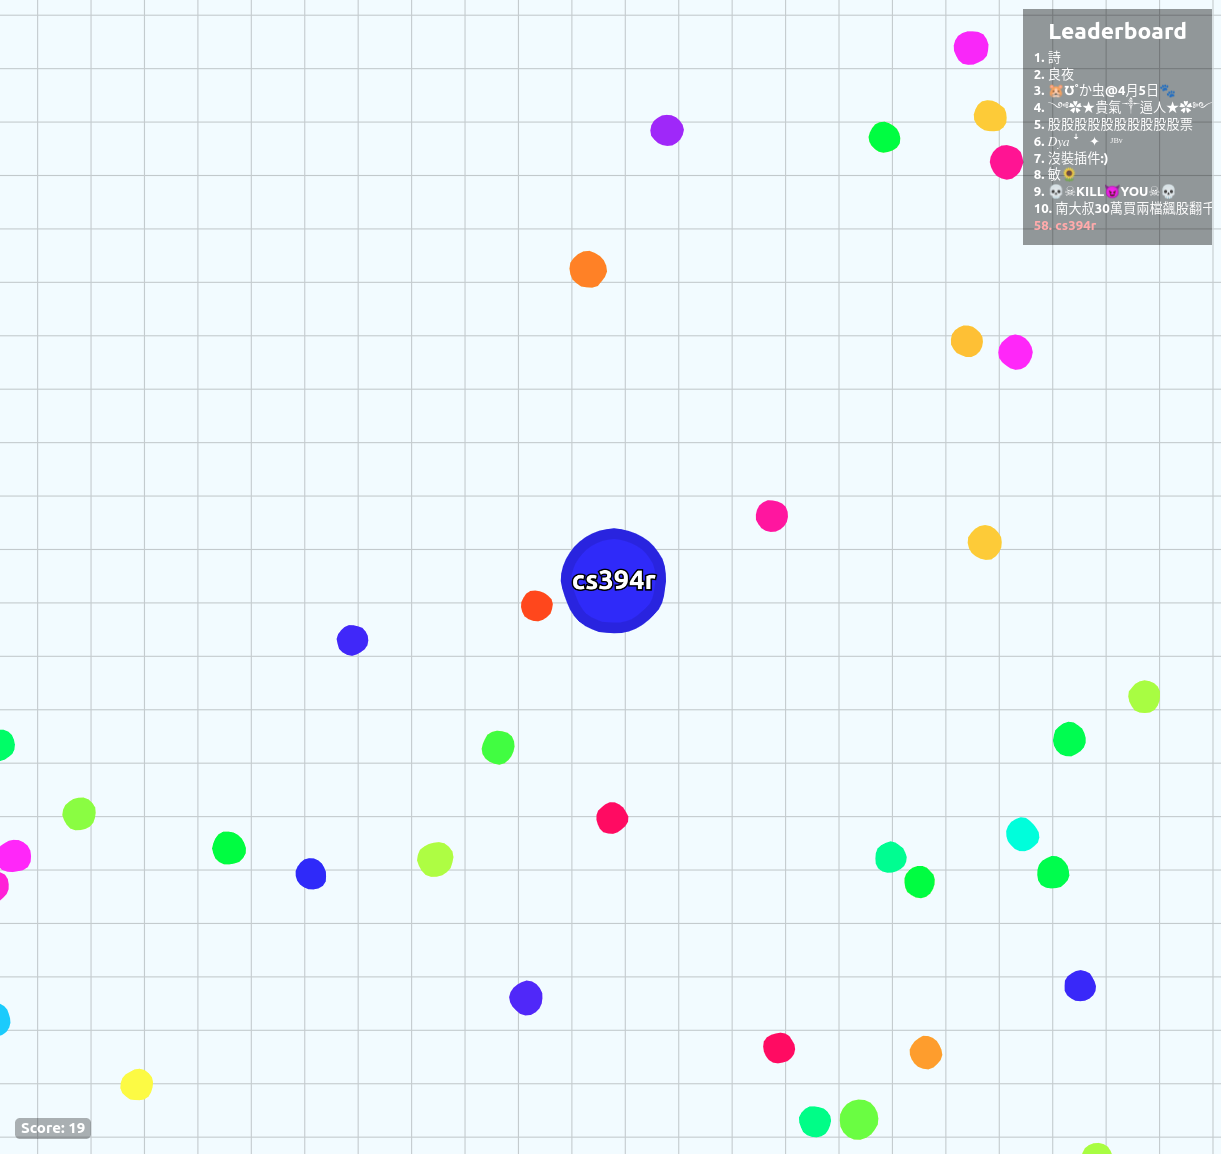 Leaderboard
1. 詩
2. 良夜
3. 🐹℧˚か虫@4月5日🐾
4. ༺✽★貴氣༒逼人★✽༻
5. 股股股股股股股股股股票
6. 𝐷𝑦𝑎 ⁺ ✦
7. 沒裝插件:)
8. 敏🌻
9. 💀☠KILL😈YOU☠💀
10. 南大叔30萬買兩檔飆股翻千
58. cs394r
cs394r
Score: 19